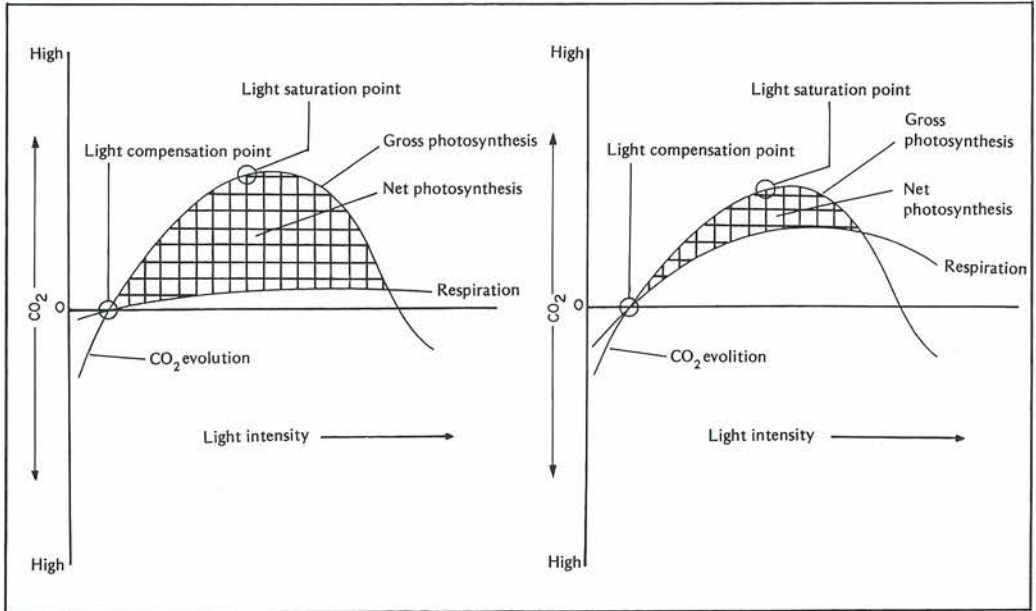 High
Light saturation point
Light compensation point
Gross photosynthesis
Net photosynthesis
CO2
O
Respiration
CO2 evolution
Light intensity
High
High
Light saturation point
Gross
photosynthesis
Light compensation point
Net
photosynthesis
Respiration
CO2
O
CO2 evolition
Light intensity
High